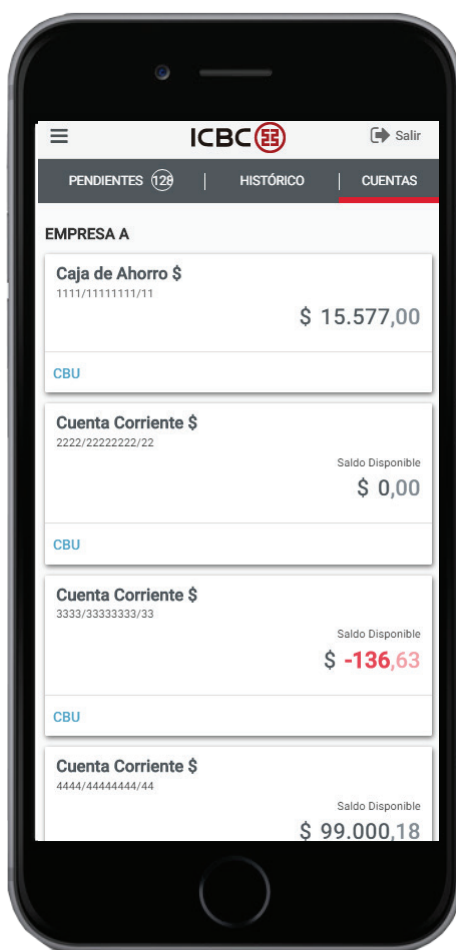 ICBC Salir
PENDIENTES 128 | HISTÓRICO | CUENTAS
EMPRESA A
Caja de Ahorro $
1111/11111111/11
$ 15.577,00
CBU
Cuenta Corriente $
2222/22222222/22
Saldo Disponible
$ 0,00
CBU
Cuenta Corriente $
3333/33333333/33
Saldo Disponible
$ -136,63
CBU
Cuenta Corriente $
4444/44444444/44
Saldo Disponible
$ 99.000,18